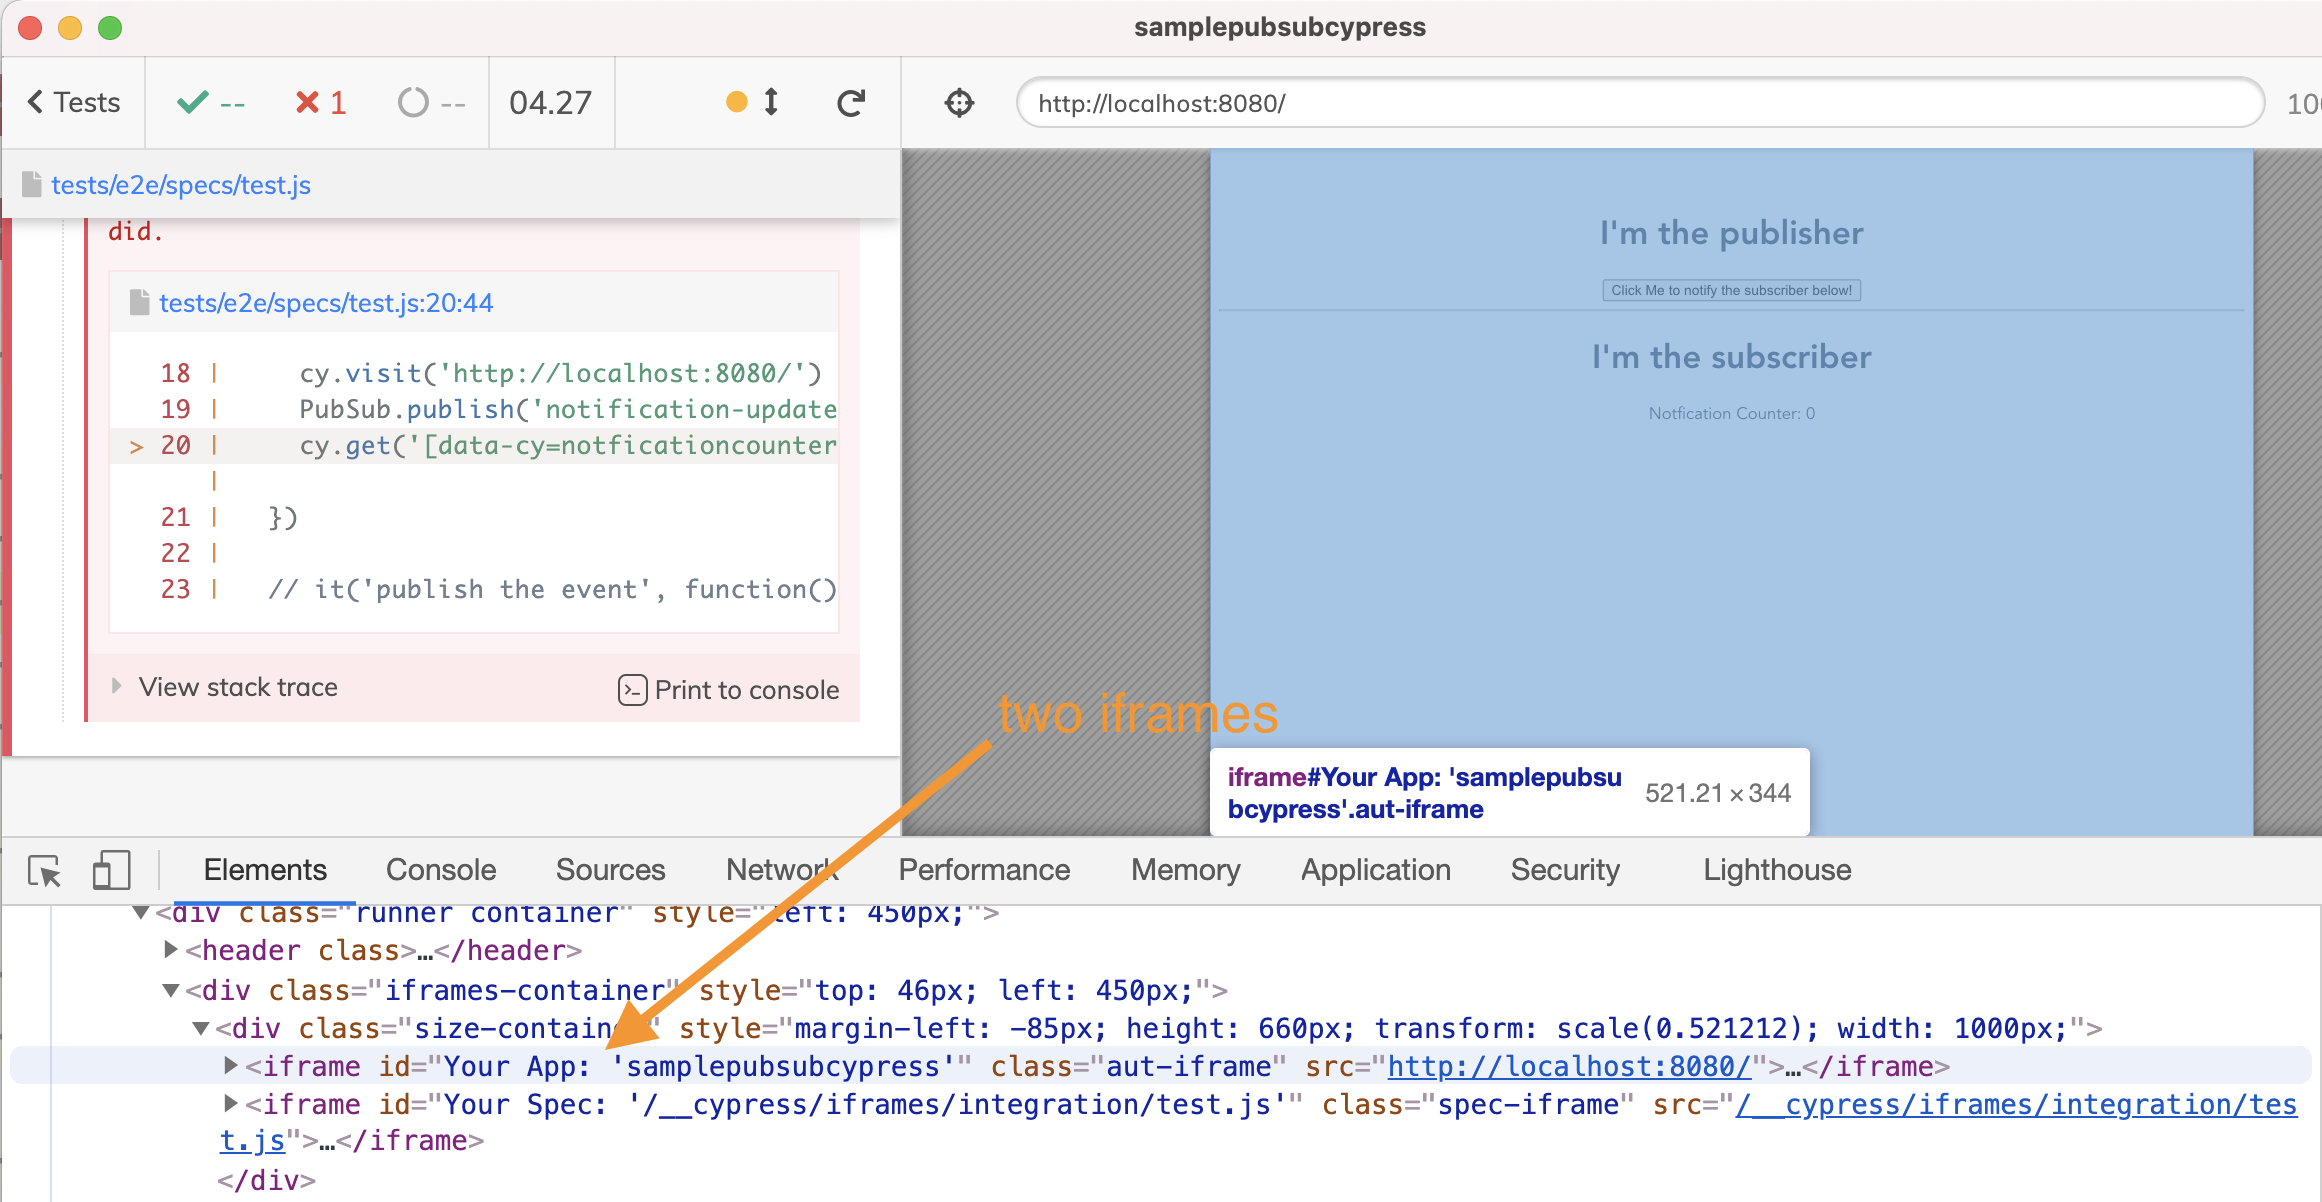 samplepubsubcypress
Tests
--
1
--
04.27
http://localhost:8080/
tests/e2e/specs/test.js
did.
tests/e2e/specs/test.js:20:44
18 | cy.visit('http://localhost:8080/')
19 | PubSub.publish('notification-update
> 20 | cy.get('[data-cy=notficationcounter
|
21 | })
22 |
23 | // it('publish the event', function()
View stack trace
Print to console
I'm the publisher
Click Me to notify the subscriber below!
I'm the subscriber
Notfication Counter: 0
two iframes
iframe#Your App: 'samplepubsu
bcypress'.aut-iframe
521.21 × 344
Elements Console Sources Network Performance Memory Application Security Lighthouse
<div class="runner container" style="left: 450px;">
<header class>…</header>
<div class="iframes-container" style="top: 46px; left: 450px;">
<div class="size-container" style="margin-left: -85px; height: 660px; transform: scale(0.521212); width: 1000px;">
<iframe id="Your App: 'samplepubsubcypress'" class="aut-iframe" src="http://localhost:8080/">…</iframe>
<iframe id="Your Spec: '/__cypress/iframes/integration/test.js'" class="spec-iframe" src="/__cypress/iframes/integration/tes
t.js">…</iframe>
</div>